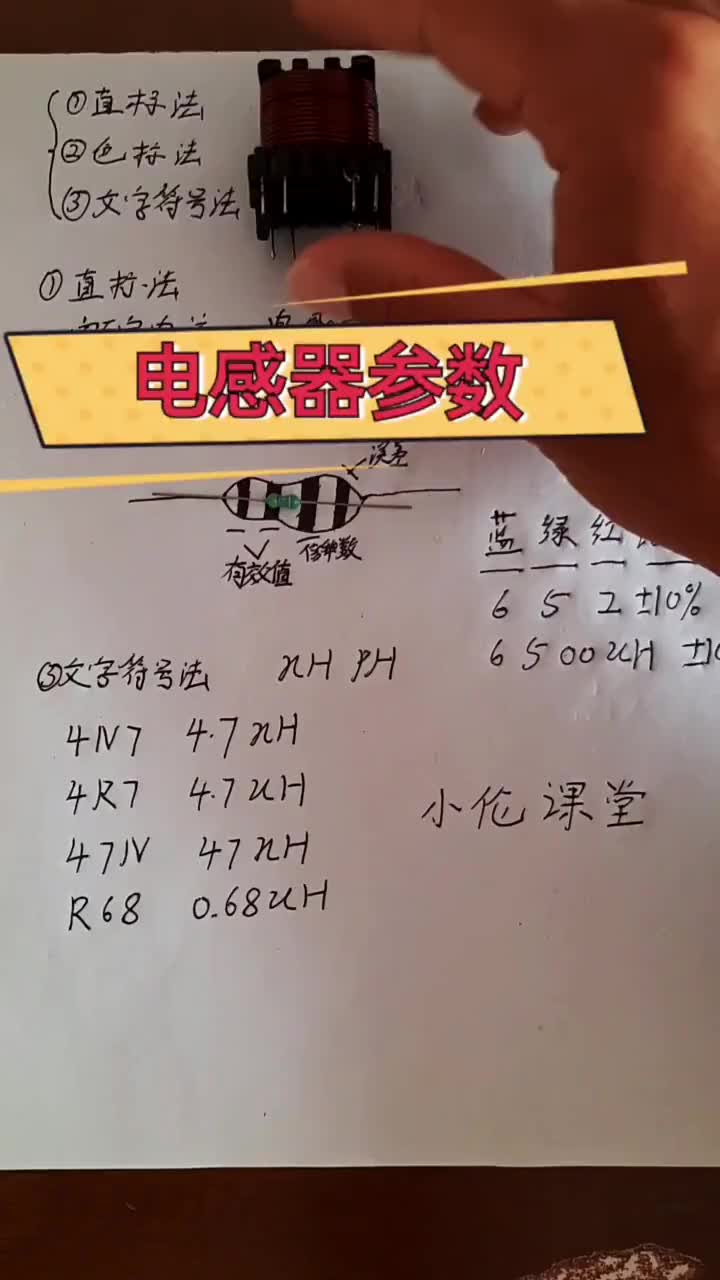 ①直标法
②色标法
③文字符号法
①直标法
电感器参数
误差
有效值 倍乘数
蓝 绿 红
6 5 2 ±10%
6 5 00uH ±10
③文字符号法 nH PH
4N7 4.7nH
4R7 4.7uH
47N 47nH
R68 0.68uH
小伦课堂